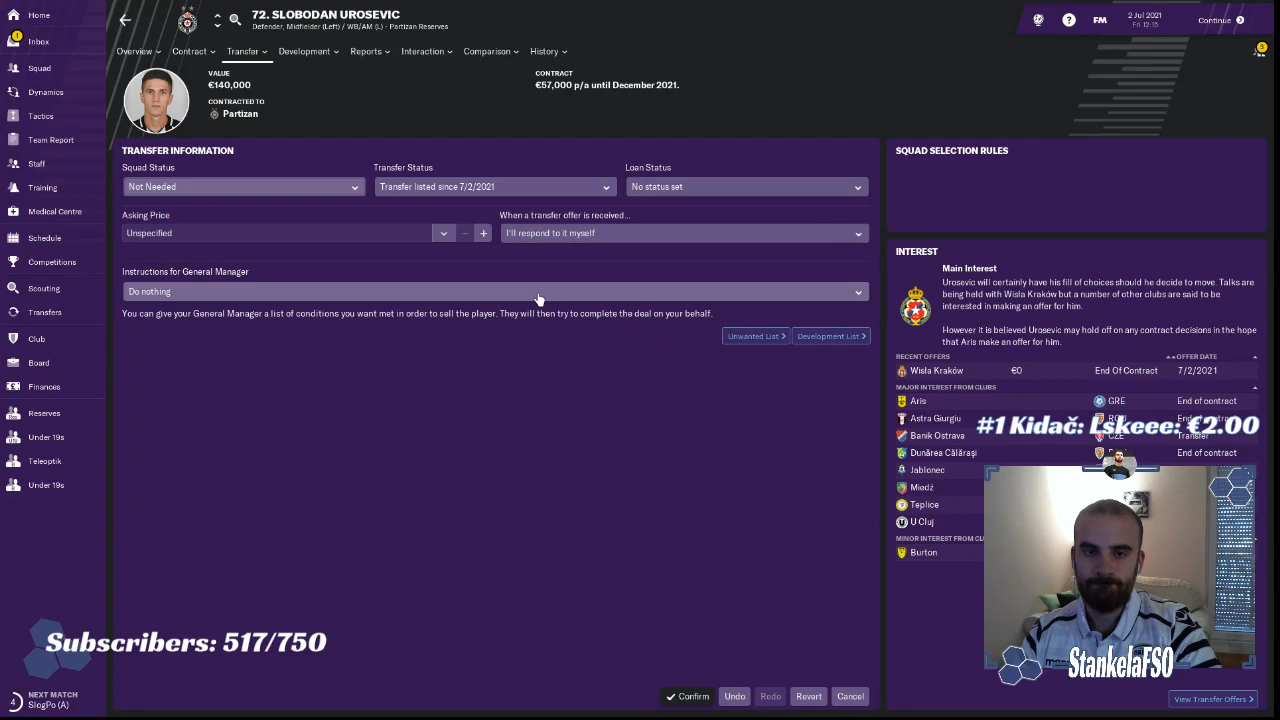 Home
1
Inbox
Squad
Dynamics
Tactics
Team Report
Staff
Training
Medical Centre
Schedule
Competitions
Scouting
Transfers
Club
Board
Finances
Reserves
Under 19s
Teleoptik
Under 19s
4
NEXT MATCH
SlogPo (A)
72. SLOBODAN UROSEVIC
Defender, Midfielder (Left) / WB/AM (L) - Partizan Reserves
?
FM
2 Jul 2021
Fri 12:15
Continue
3
Overview
Contract
Transfer
Development
Reports
Interaction
Comparison
History
VALUE
€140,000
CONTRACTED TO
Partizan
CONTRACT
€57,000 p/a until December 2021.
TRANSFER INFORMATION
Squad Status
Transfer Status
Loan Status
Not Needed
Transfer listed since 7/2/2021
No status set
Asking Price
When a transfer offer is received...
Unspecified
I'll respond to it myself
Instructions for General Manager
Do nothing
You can give your General Manager a list of conditions you want met in order to sell the player. They will then try to complete the deal on your behalf.
Unwanted List >
Development List >
Confirm
Undo
Redo
Revert
Cancel
SQUAD SELECTION RULES
INTEREST
Main Interest
Urosevic will certainly have his fill of choices should he decide to move. Talks are
being held with Wisla Kraków but a number of other clubs are said to be
interested in making an offer for him.
However it is believed Urosevic may hold off on any contract decisions in the hope
that Aris make an offer for him.
RECENT OFFERS
OFFER DATE
Wisla Kraków €0 End Of Contract 7/2/2021
MAJOR INTEREST FROM CLUBS
Aris GRE End of contract
Astra Giurgiu
#1 Kidač: Lskeee: €2.00
Banik Ostrava CZE Transfer
Dunărea Călărași End of contract
Jablonec
Miedź
Teplice
U Cluj
MINOR INTEREST FROM CLU
Burton
Subscribers: 517/750
StankelaFSO
View Transfer Offers >